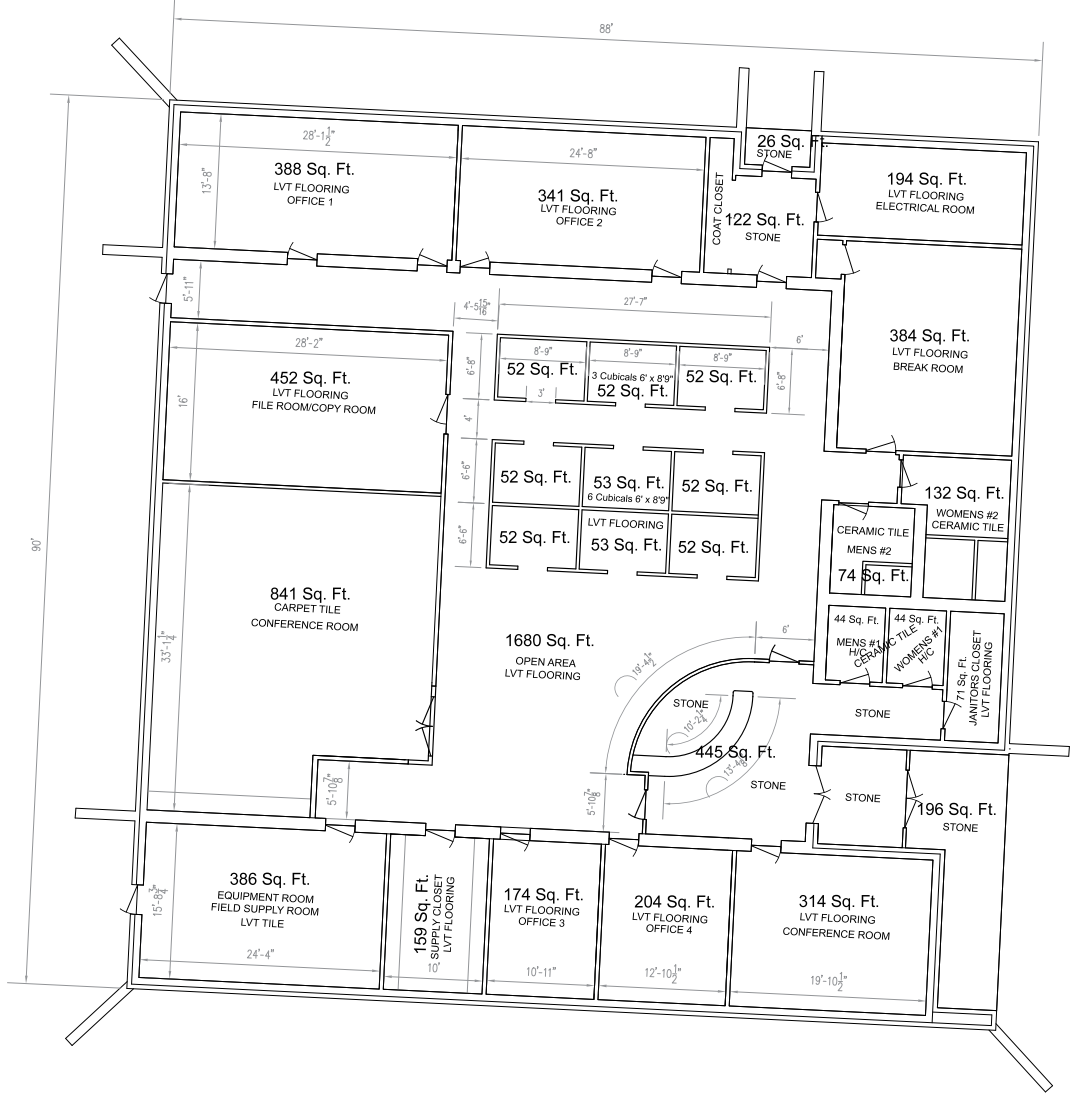 88'
26 Sq. Ft.
STONE
28'-1 1/2"
24'-8"
388 Sq. Ft.
LVT FLOORING
OFFICE 1
13'-8"
341 Sq. Ft.
LVT FLOORING
OFFICE 2
COAT CLOSET
122 Sq. Ft.
STONE
194 Sq. Ft.
LVT FLOORING
ELECTRICAL ROOM
5'-11"
4'-5 15/16"
27'-7"
6'
384 Sq. Ft.
LVT FLOORING
BREAK ROOM
28'-2"
452 Sq. Ft.
LVT FLOORING
FILE ROOM/COPY ROOM
16'
6'-8"
8'-9"
8'-9"
8'-9"
52 Sq. Ft.
3 Cubicals 6' x 8'9"
52 Sq. Ft.
52 Sq. Ft.
3'
6'-8"
4'
6'-6"
52 Sq. Ft.
53 Sq. Ft.
6 Cubicals 6' x 8'9"
52 Sq. Ft.
6'-6"
LVT FLOORING
52 Sq. Ft.
53 Sq. Ft.
52 Sq. Ft.
132 Sq. Ft.
WOMENS #2
CERAMIC TILE
CERAMIC TILE
MENS #2
74 Sq. Ft.
90'
841 Sq. Ft.
CARPET TILE
CONFERENCE ROOM
33'-1 1/4"
1680 Sq. Ft.
OPEN AREA
LVT FLOORING
6'
19'-4 1/2"
44 Sq. Ft.
MENS #1
H/C
44 Sq. Ft.
CERAMIC TILE
WOMENS #1
H/C
71 Sq. Ft.
JANITORS CLOSET
LVT FLOORING
STONE
STONE
445 Sq. Ft.
STONE
STONE
196 Sq. Ft.
STONE
5'-10 7/8"
5'-10 7/8"
386 Sq. Ft.
EQUIPMENT ROOM
FIELD SUPPLY ROOM
LVT TILE
15'-8 3/4"
24'-4"
159 Sq. Ft.
SUPPLY CLOSET
LVT FLOORING
10'
174 Sq. Ft.
LVT FLOORING
OFFICE 3
10'-11"
204 Sq. Ft.
LVT FLOORING
OFFICE 4
12'-10 1/2"
314 Sq. Ft.
LVT FLOORING
CONFERENCE ROOM
19'-10 1/2"